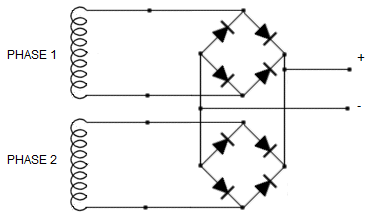 PHASE 1
+
-
PHASE 2